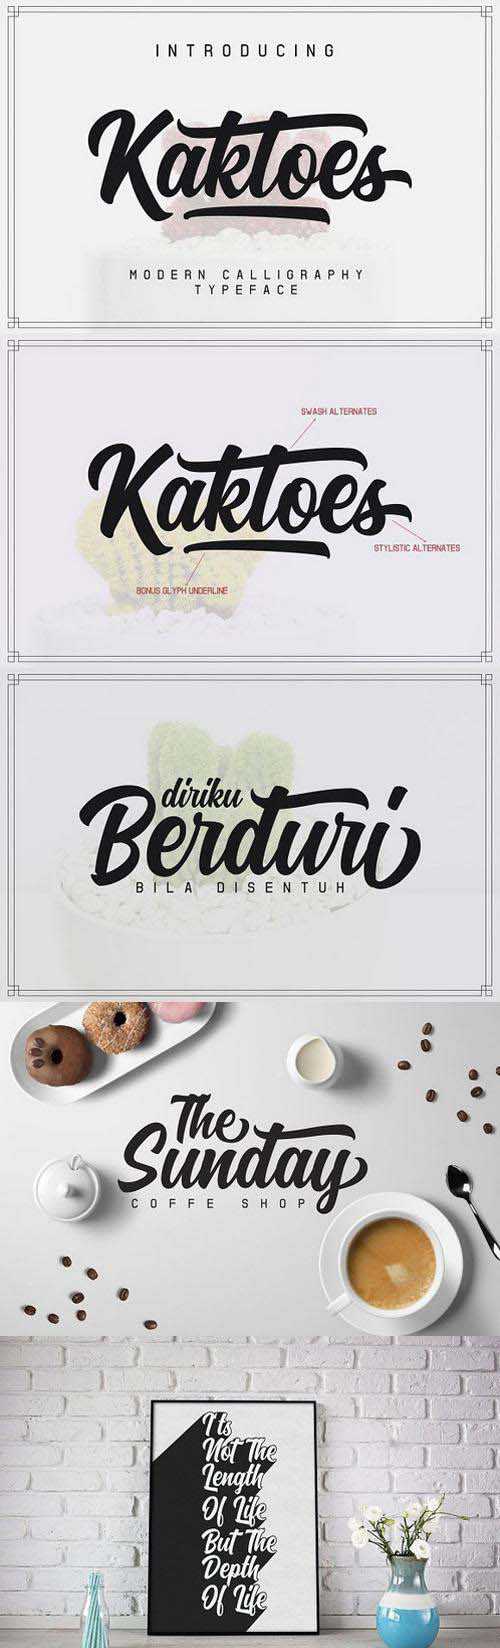 INTRODUCING
Kaktoes
MODERN CALLIGRAPHY
TYPEFACE
SWASH ALTERNATES
Kaktoes
STYLISTIC ALTERNATES
BONUS GLYPH UNDERLINE
diriku
Berduri
BILA DISENTUH
The
Sunday
COFFE SHOP
Its
Not The
Length
Of Life
But The
Depth
Of Life